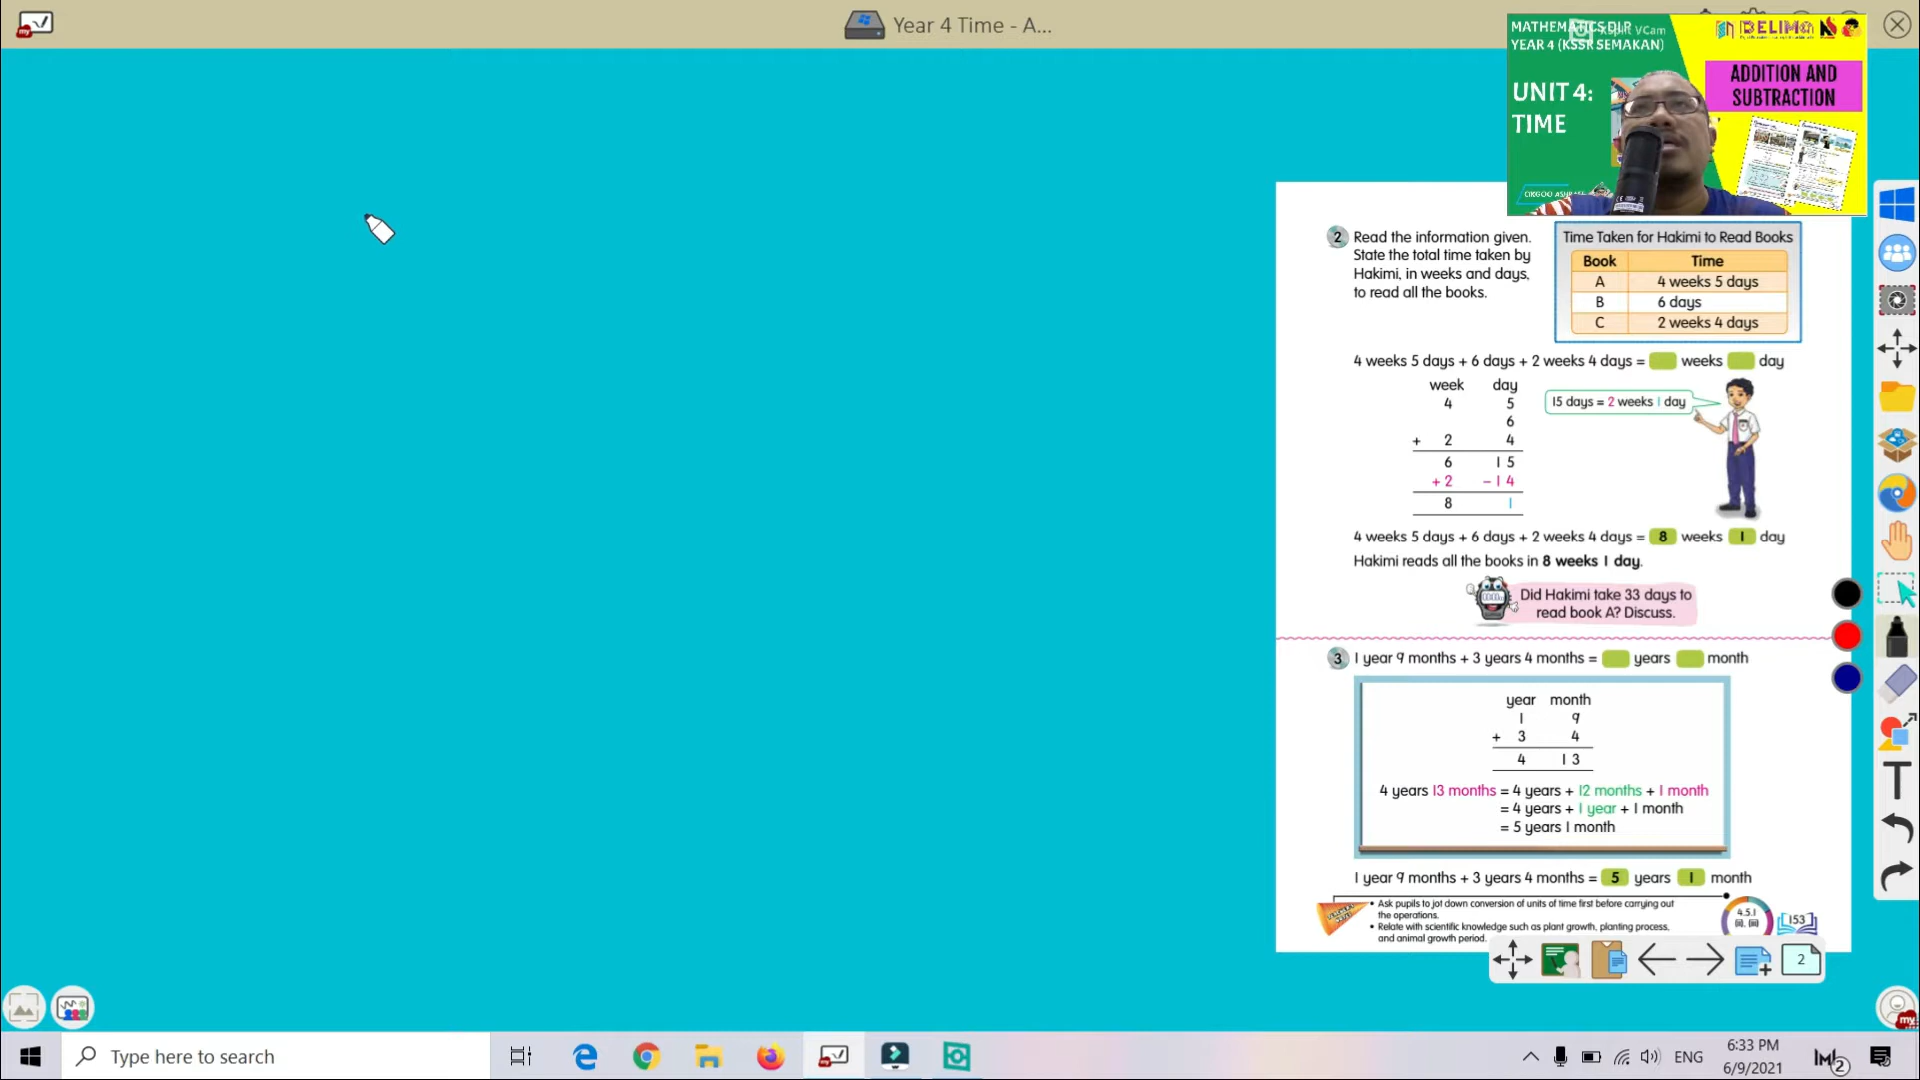 Year 4 Time - A...
MATHEMATICS DLP
YEAR 4 (KSSR SEMAKAN)
XSplit VCam
DELIMa
UNIT 4:
TIME
ADDITION AND
SUBTRACTION
2 Read the information given.
State the total time taken by
Hakimi, in weeks and days,
to read all the books.
Time Taken for Hakimi to Read Books
Book Time
A 4 weeks 5 days
B 6 days
C 2 weeks 4 days
4 weeks 5 days + 6 days + 2 weeks 4 days = weeks day
week day
4 5
6
+ 2 4
6 15
+2 −14
8 1
15 days = 2 weeks 1 day
4 weeks 5 days + 6 days + 2 weeks 4 days = 8 weeks 1 day
Hakimi reads all the books in 8 weeks 1 day.
Did Hakimi take 33 days to
read book A? Discuss.
3 1 year 9 months + 3 years 4 months = years month
year month
1 9
+ 3 4
4 13
4 years 13 months = 4 years + 12 months + 1 month
= 4 years + 1 year + 1 month
= 5 years 1 month
1 year 9 months + 3 years 4 months = 5 years 1 month
• Ask pupils to jot down conversion of units of time first before carrying out
the operations.
• Relate with scientific knowledge such as plant growth, planting process,
and animal growth period.
4.5.1
(ii), (iii)
153
2
T
my
Type here to search
ENG
6:33 PM
6/9/2021
2